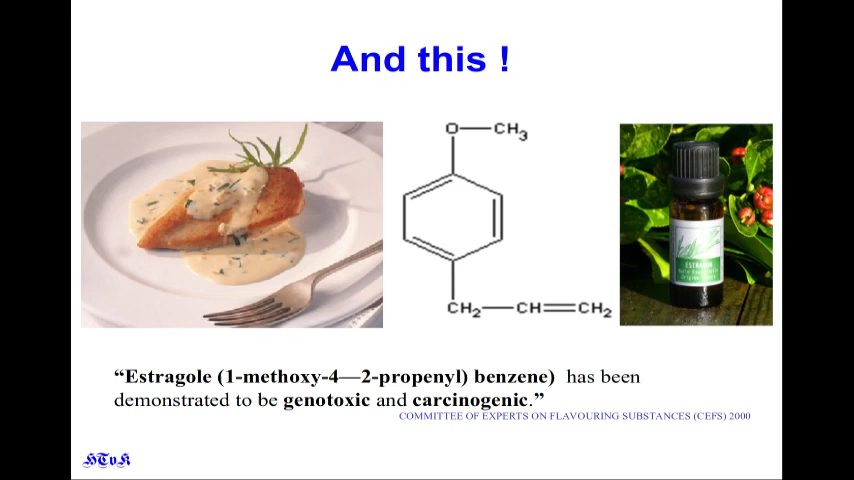 And this !
O—CH3
CH2—CH=CH2
ESTRAGON
“Estragole (1-methoxy-4—2-propenyl) benzene)  has been
demonstrated to be genotoxic and carcinogenic.”
COMMITTEE OF EXPERTS ON FLAVOURING SUBSTANCES (CEFS) 2000
HTvK